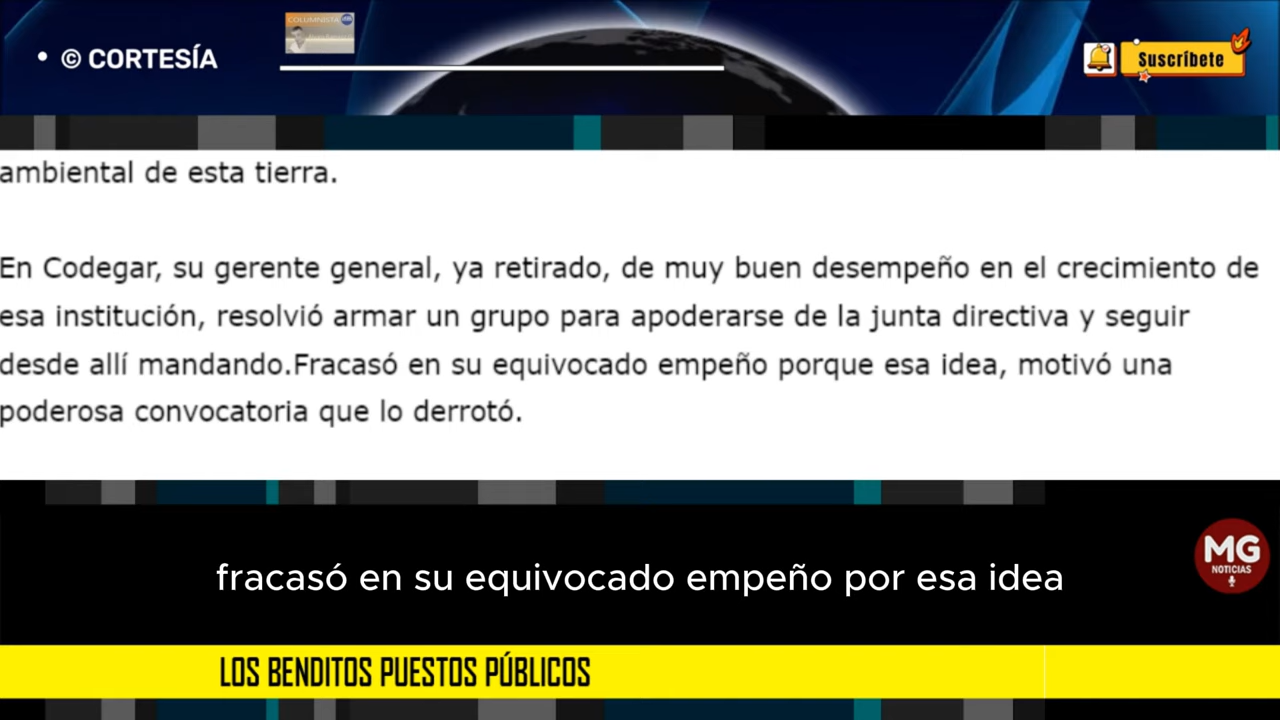 COLUMNISTA
• © CORTESÍA
Suscríbete
ambiental de esta tierra.
En Codegar, su gerente general, ya retirado, de muy buen desempeño en el crecimiento de
esa institución, resolvió armar un grupo para apoderarse de la junta directiva y seguir
desde allí mandando.Fracasó en su equivocado empeño porque esa idea, motivó una
poderosa convocatoria que lo derrotó.
MG
NOTICIAS
fracasó en su equivocado empeño por esa idea
LOS BENDITOS PUESTOS PÚBLICOS